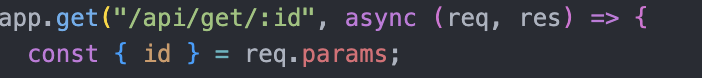 app.get("/api/get/:id", async (req, res) => {
const { id } = req.params;